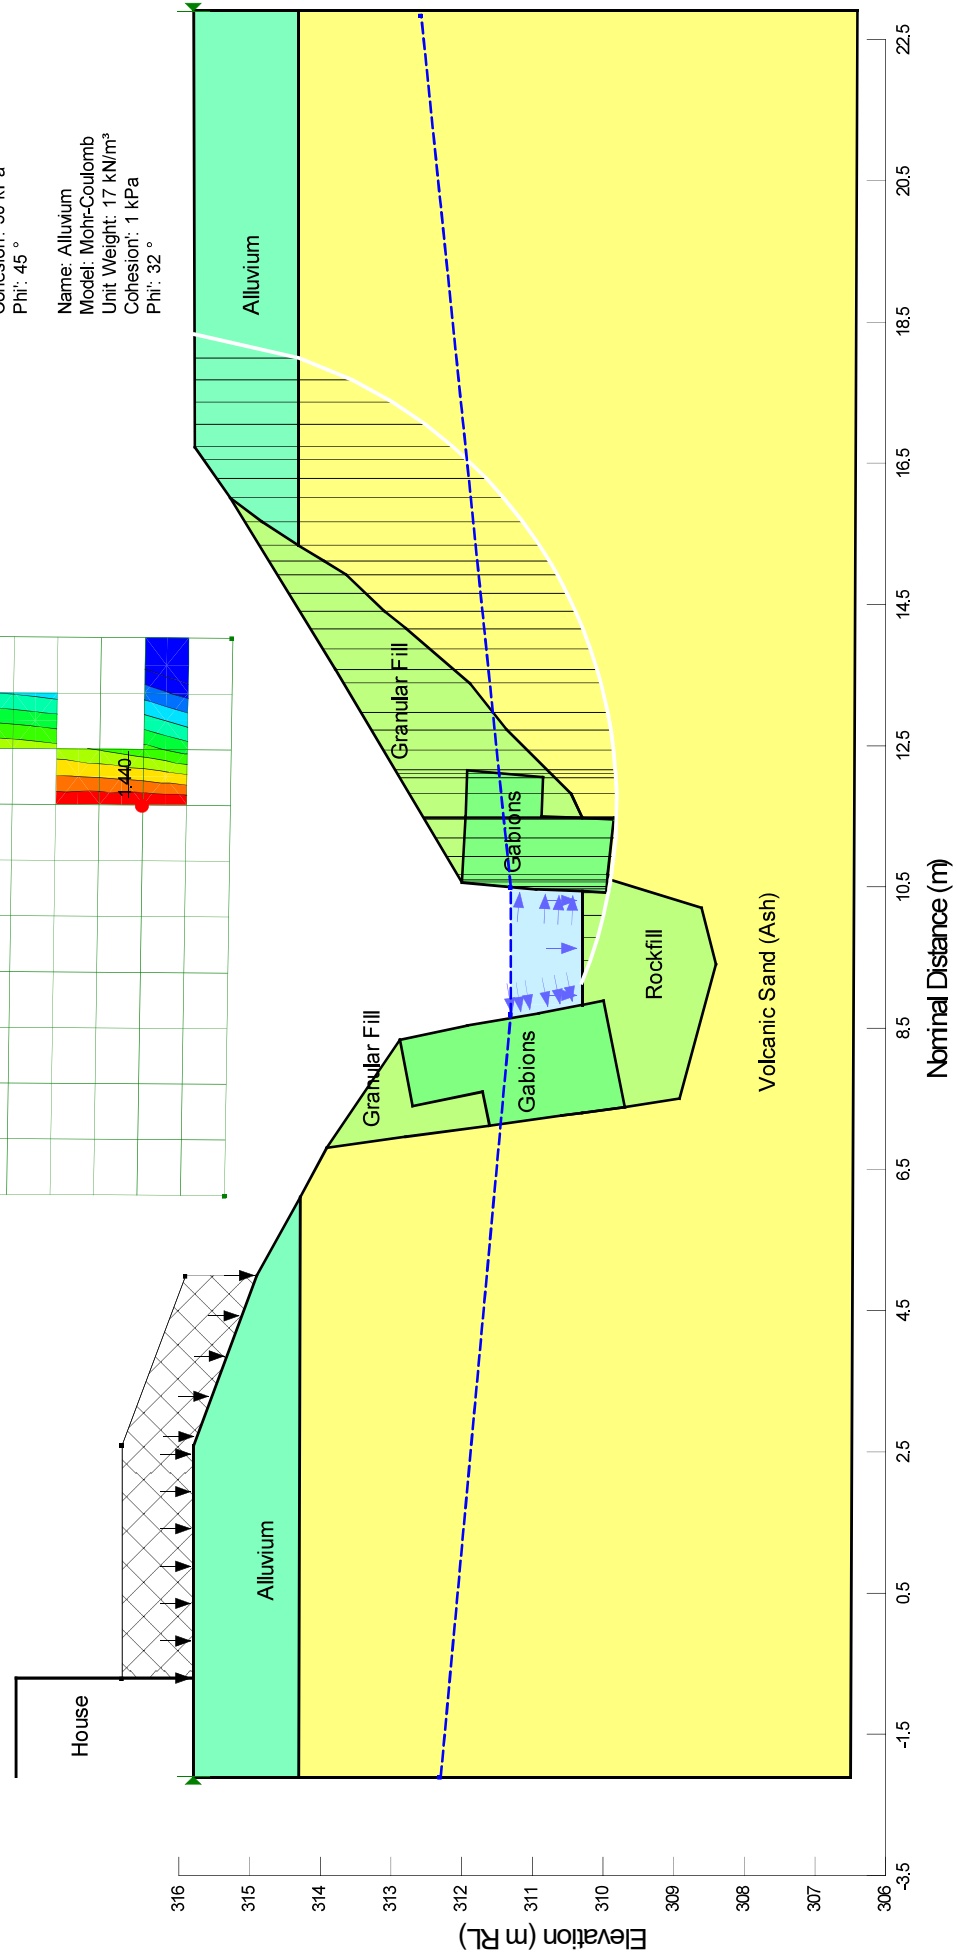 Phi': 45 °
Name: Alluvium
Model: Mohr-Coulomb
Unit Weight: 17 kN/m³
Cohesion': 1 kPa
Phi': 32 °
1.440
House
Alluvium
Alluvium
Granular Fill
Granular Fill
Gabions
Gabions
Rockfill
Volcanic Sand (Ash)
Elevation (m RL)
316
315
314
313
312
311
310
309
308
307
306
-3.5
-1.5
0.5
2.5
4.5
6.5
8.5
10.5
12.5
14.5
16.5
18.5
20.5
22.5
Nominal Distance (m)